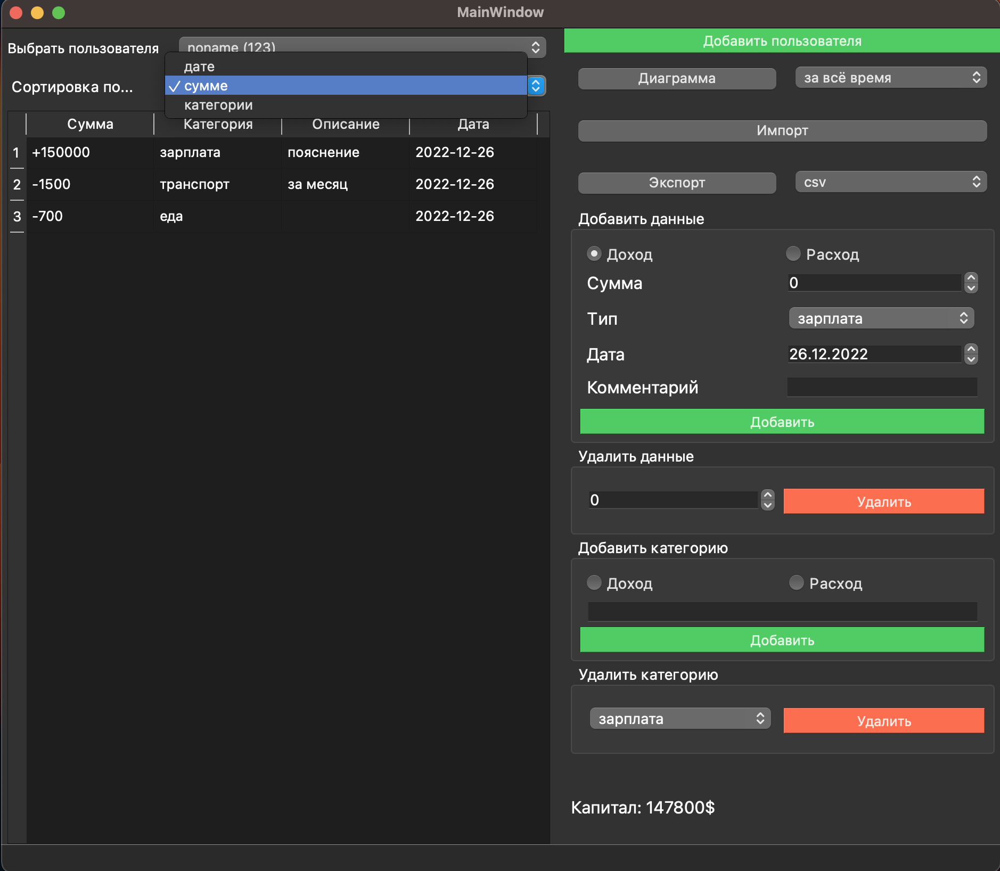 MainWindow
Выбрать пользователя
noname (123)
дате
Сортировка по...
✓ сумме
категории
Сумма Категория Описание Дата
1 +150000 зарплата пояснение 2022-12-26
2 -1500 транспорт за месяц 2022-12-26
3 -700 еда 2022-12-26
Добавить пользователя
Диаграмма за всё время
Импорт
Экспорт csv
Добавить данные
Доход Расход
Сумма 0
Тип зарплата
Дата 26.12.2022
Комментарий
Добавить
Удалить данные
0 Удалить
Добавить категорию
Доход Расход
Добавить
Удалить категорию
зарплата Удалить
Капитал: 147800$